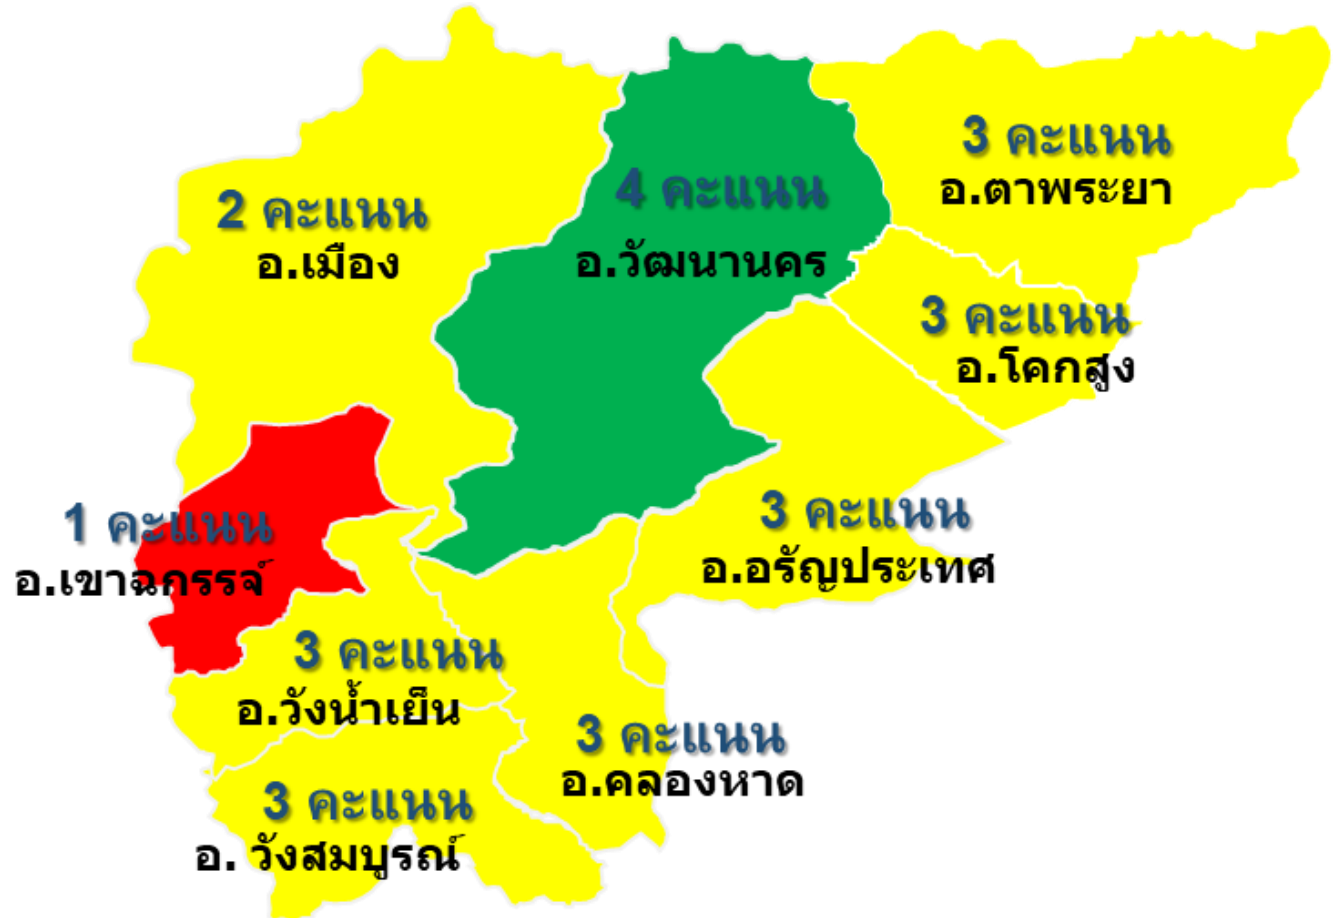 3 คะแนน
อ.ตาพระยา
4 คะแนน
อ.วัฒนานคร
2 คะแนน
อ.เมือง
3 คะแนน
อ.โคกสูง
3 คะแนน
อ.อรัญประเทศ
1 คะแนน
อ.เขาฉกรรจ์
3 คะแนน
อ.วังน้ำเย็น
3 คะแนน
อ.คลองหาด
3 คะแนน
อ. วังสมบูรณ์